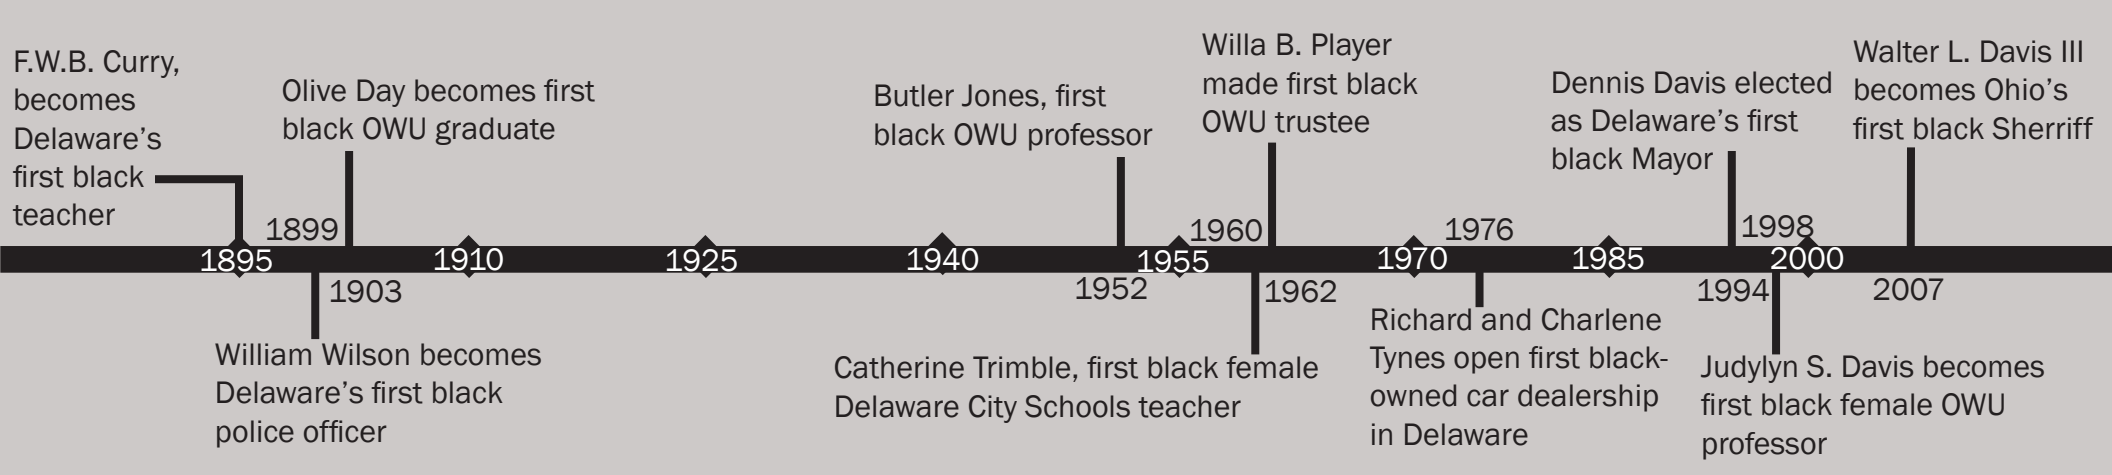 F.W.B. Curry,
becomes
Delaware's
first black
teacher
Olive Day becomes first
black OWU graduate
Butler Jones, first
black OWU professor
Willa B. Player
made first black
OWU trustee
Dennis Davis elected
as Delaware's first
black Mayor
Walter L. Davis III
becomes Ohio's
first black Sherriff
1899
1960
1976
1998
1895
1910
1925
1940
1955
1970
1985
2000
1903
1952
1962
1994
2007
William Wilson becomes
Delaware's first black
police officer
Catherine Trimble, first black female
Delaware City Schools teacher
Richard and Charlene
Tynes open first black-
owned car dealership
in Delaware
Judylyn S. Davis becomes
first black female OWU
professor